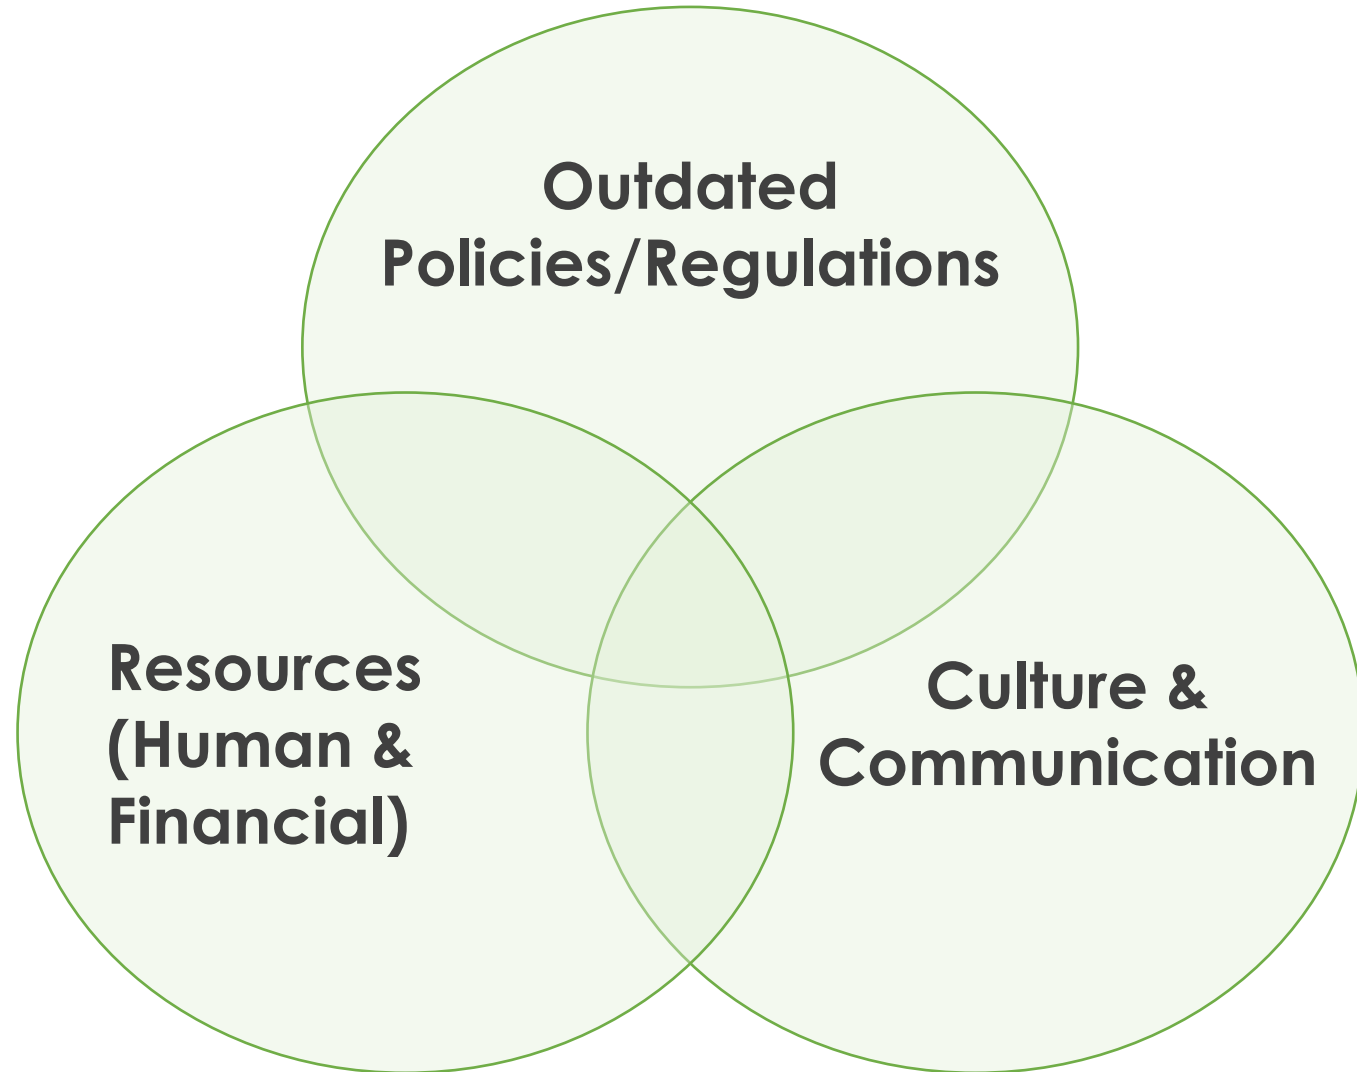 Outdated
Policies/Regulations
Resources
(Human &
Financial)
Culture &
Communication